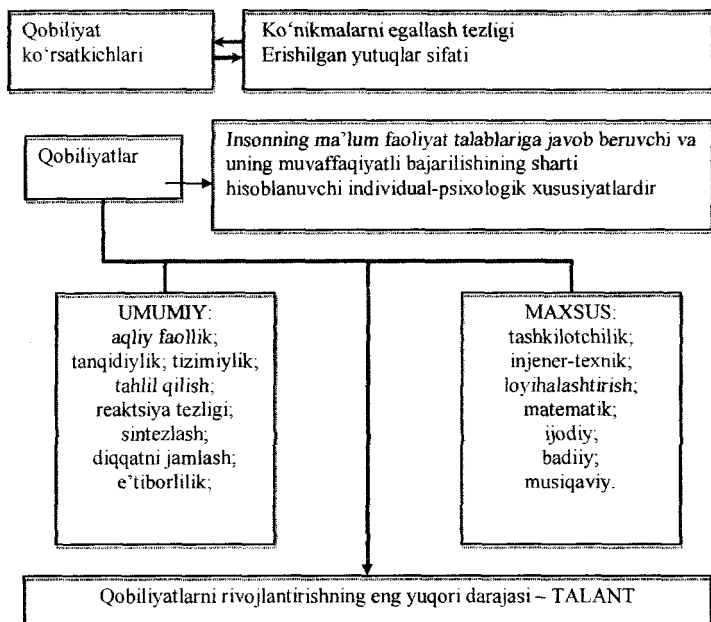 Qobiliyat
ko‘rsatkichlari
Ko‘nikmalarni egallash tezligi
Erishilgan yutuqlar sifati
Qobiliyatlar
Insonning ma’lum faoliyat talablariga javob beruvchi va
uning muvaffaqiyatli bajarilishining sharti
hisoblanuvchi individual-psixologik xususiyatlardir
UMUMIY:
aqliy faollik;
tanqidiylik; tizimiylik;
tahlil qilish;
reaktsiya tezligi;
sintezlash;
diqqatni jamlash;
e’tiborlilik;
MAXSUS:
tashkilotchilik;
injener-texnik;
loyihalashtirish;
matematik;
ijodiy;
badiiy;
musiqaviy.
Qobiliyatlarni rivojlantirishning eng yuqori darajasi – TALANT